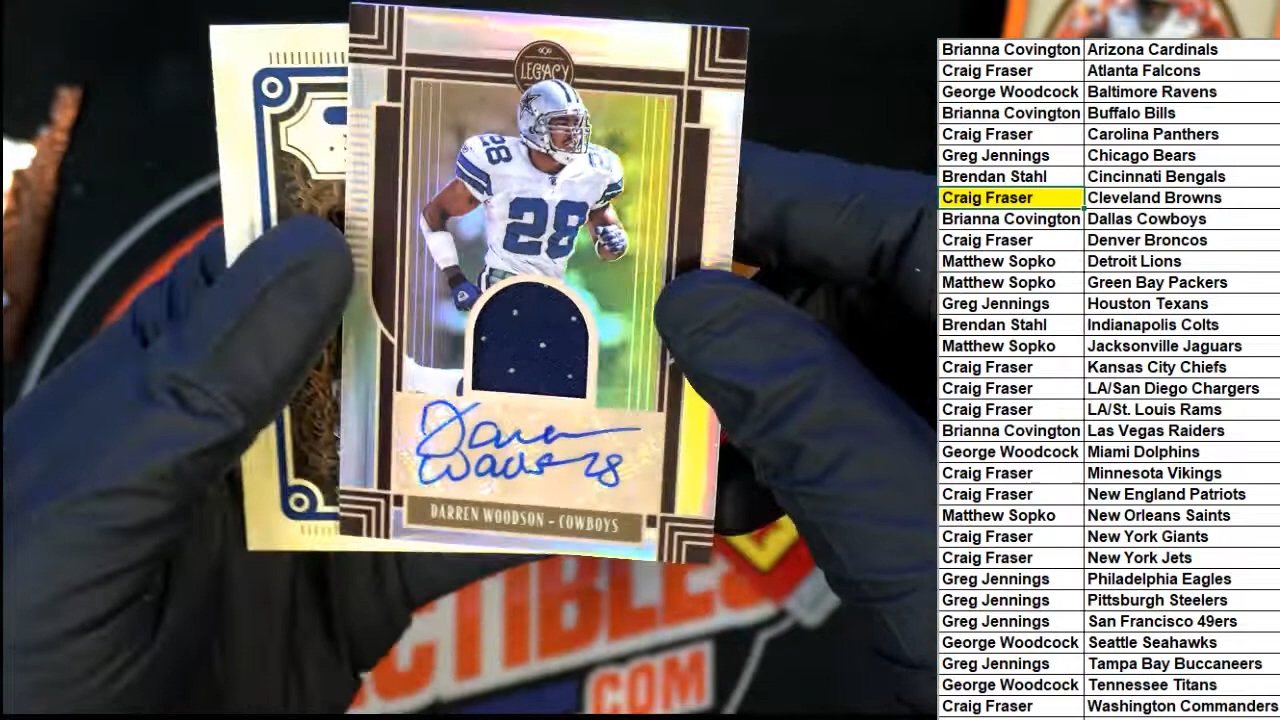 LEGACY
28
28
28
Daren
Woodson 28
DARREN WOODSON - COWBOYS
CTIBLES
COM
Brianna Covington Arizona Cardinals
Craig Fraser Atlanta Falcons
George Woodcock Baltimore Ravens
Brianna Covington Buffalo Bills
Craig Fraser Carolina Panthers
Greg Jennings Chicago Bears
Brendan Stahl Cincinnati Bengals
Craig Fraser Cleveland Browns
Brianna Covington Dallas Cowboys
Craig Fraser Denver Broncos
Matthew Sopko Detroit Lions
Matthew Sopko Green Bay Packers
Greg Jennings Houston Texans
Brendan Stahl Indianapolis Colts
Matthew Sopko Jacksonville Jaguars
Craig Fraser Kansas City Chiefs
Craig Fraser LA/San Diego Chargers
Craig Fraser LA/St. Louis Rams
Brianna Covington Las Vegas Raiders
George Woodcock Miami Dolphins
Craig Fraser Minnesota Vikings
Craig Fraser New England Patriots
Matthew Sopko New Orleans Saints
Craig Fraser New York Giants
Craig Fraser New York Jets
Greg Jennings Philadelphia Eagles
Greg Jennings Pittsburgh Steelers
Greg Jennings San Francisco 49ers
George Woodcock Seattle Seahawks
Greg Jennings Tampa Bay Buccaneers
George Woodcock Tennessee Titans
Craig Fraser Washington Commanders